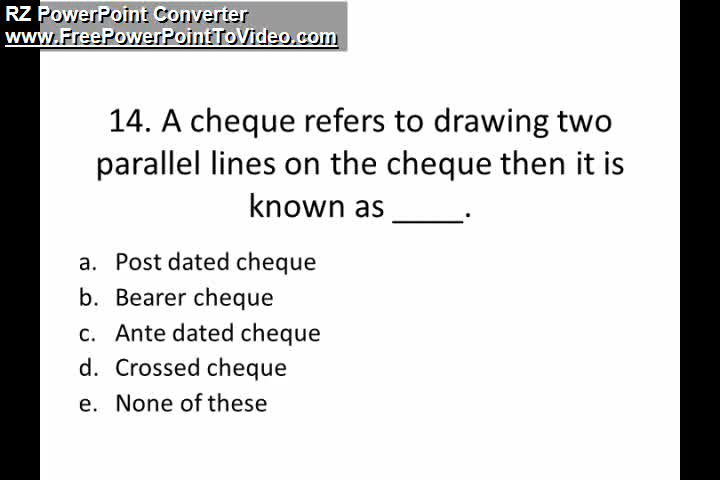 RZ PowerPoint Converter
www.FreePowerPointToVideo.com
14. A cheque refers to drawing two
parallel lines on the cheque then it is
known as ____.
a. Post dated cheque
b. Bearer cheque
c. Ante dated cheque
d. Crossed cheque
e. None of these